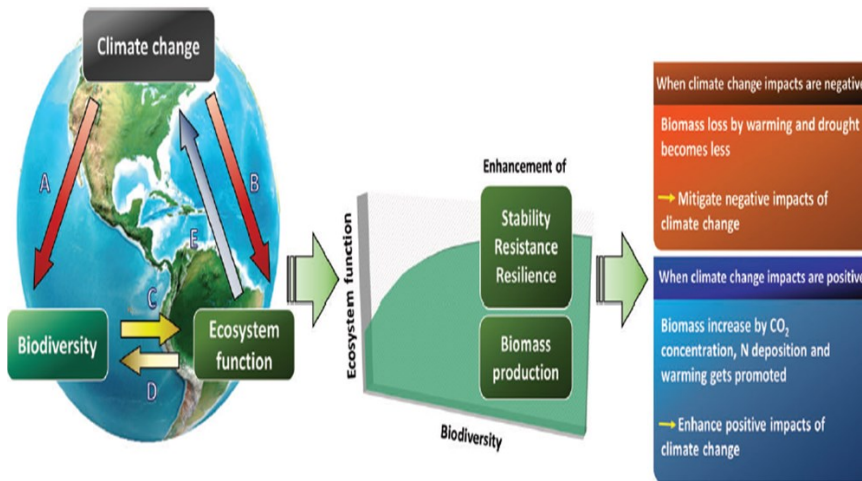 Climate change
A
B
E
C
D
Biodiversity
Ecosystem
function
Ecosystem function
Enhancement of
Stability
Resistance
Resilience
Biomass
production
Biodiversity
When climate change impacts are negative
Biomass loss by warming and drought
becomes less
→ Mitigate negative impacts of
climate change
When climate change impacts are positive
Biomass increase by CO₂
concentration, N deposition and
warming gets promoted
→ Enhance positive impacts of
climate change